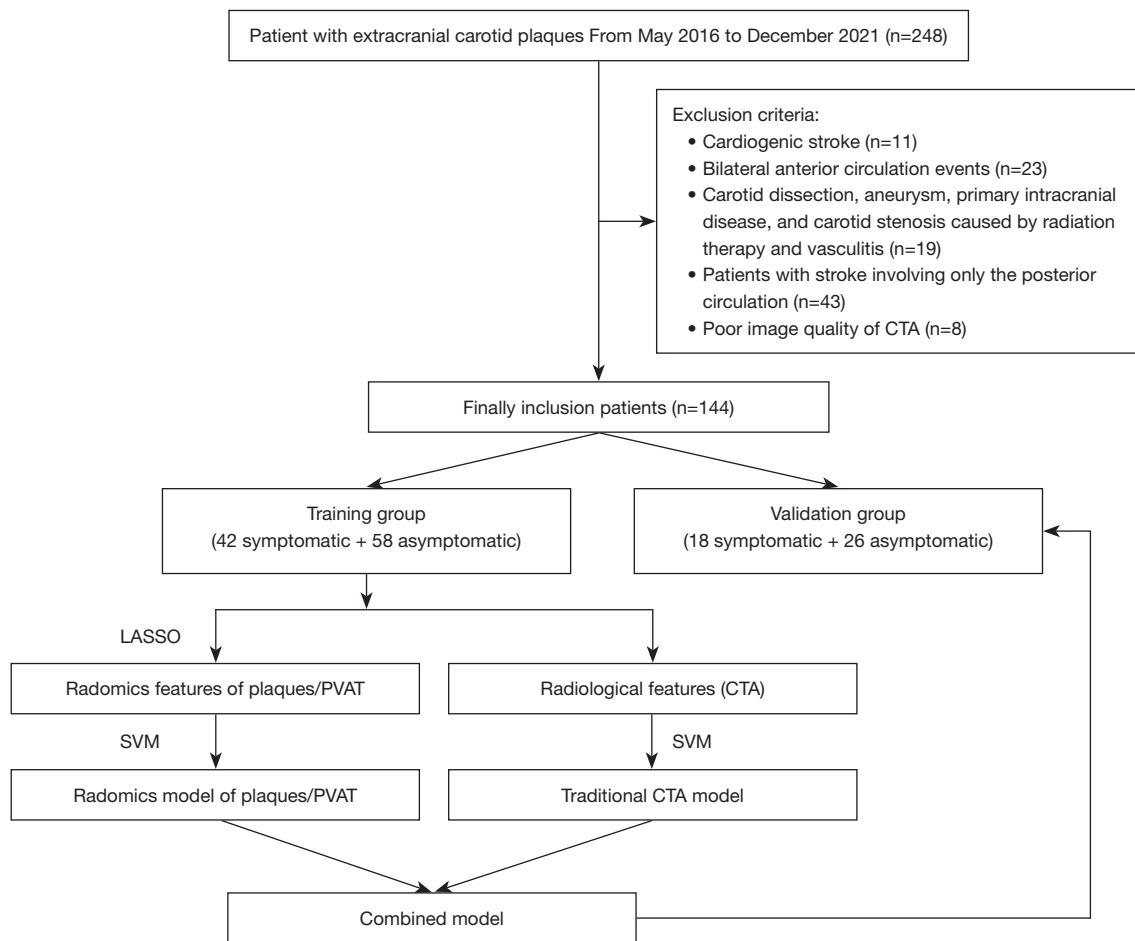 Patient with extracranial carotid plaques From May 2016 to December 2021 (n=248)
Exclusion criteria:
• Cardiogenic stroke (n=11)
• Bilateral anterior circulation events (n=23)
• Carotid dissection, aneurysm, primary intracranial
disease, and carotid stenosis caused by radiation
therapy and vasculitis (n=19)
• Patients with stroke involving only the posterior
circulation (n=43)
• Poor image quality of CTA (n=8)
Finally inclusion patients (n=144)
Training group
(42 symptomatic + 58 asymptomatic)
Validation group
(18 symptomatic + 26 asymptomatic)
LASSO
Radomics features of plaques/PVAT
Radiological features (CTA)
SVM
SVM
Radomics model of plaques/PVAT
Traditional CTA model
Combined model